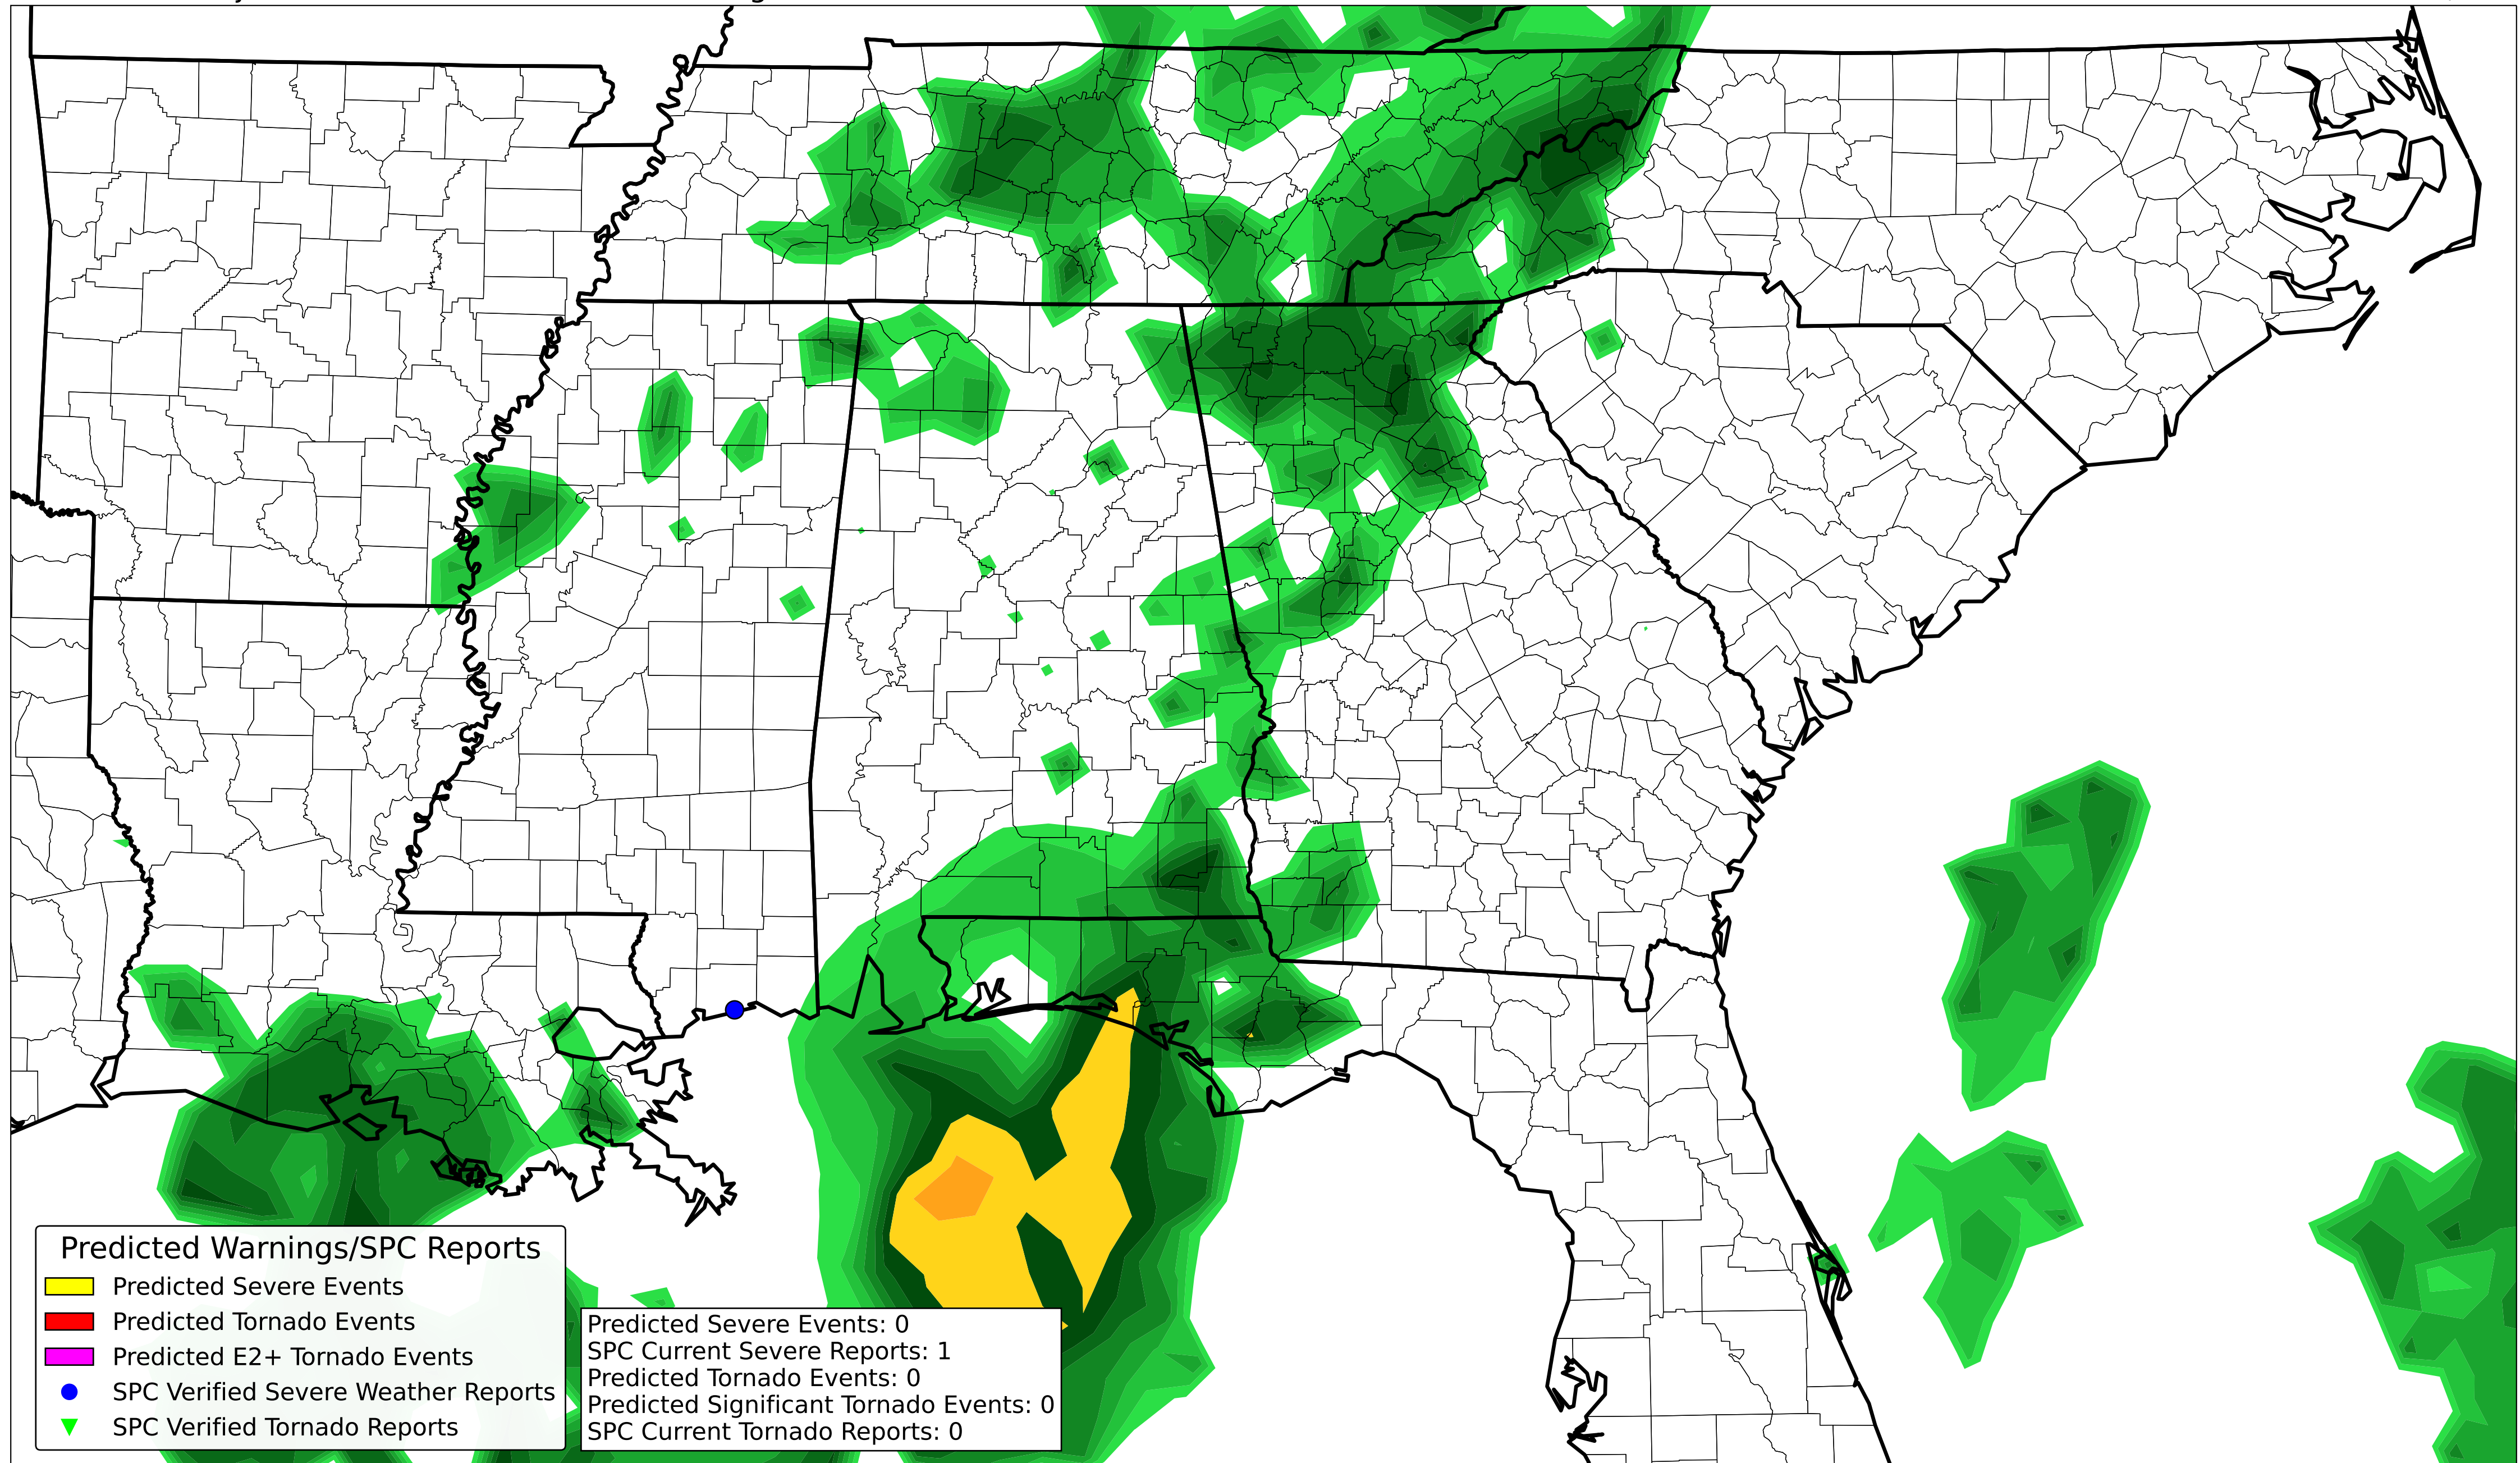 Predicted Warnings/SPC Reports
Predicted Severe Events
Predicted Tornado Events
Predicted E2+ Tornado Events
SPC Verified Severe Weather Reports
SPC Verified Tornado Reports
Predicted Severe Events: 0
SPC Current Severe Reports: 1
Predicted Tornado Events: 0
Predicted Significant Tornado Events: 0
SPC Current Tornado Reports: 0